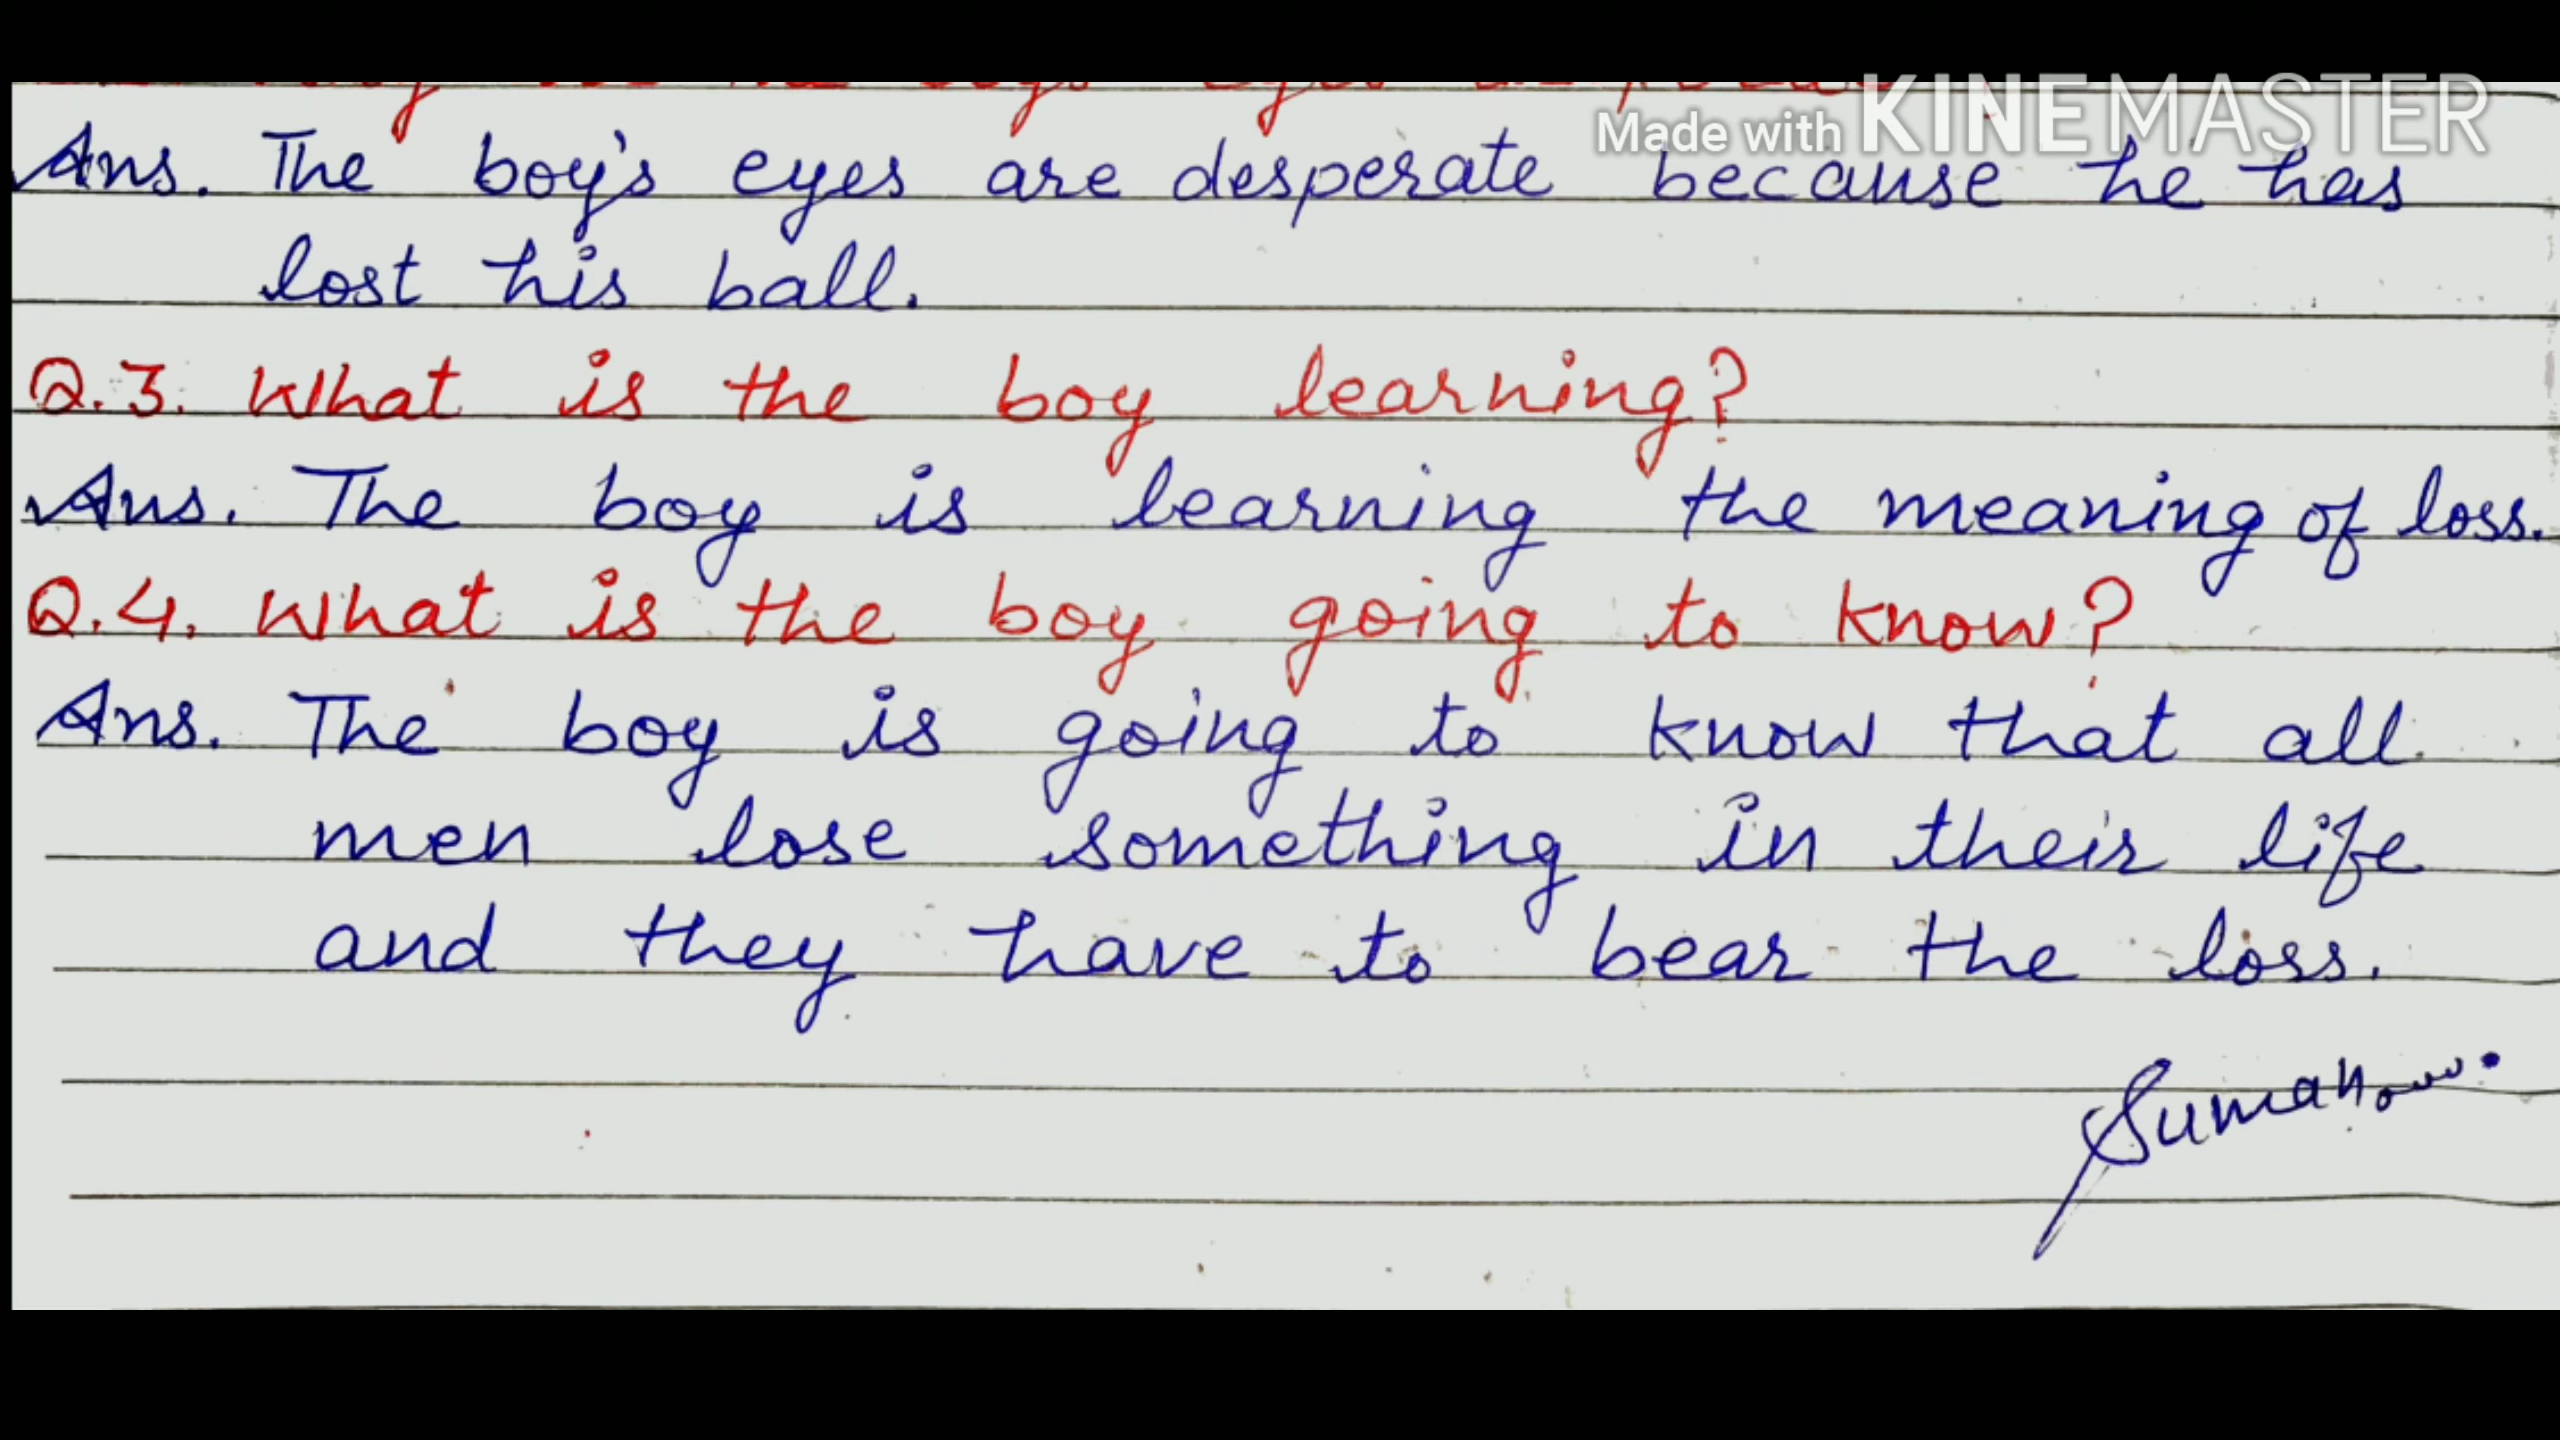 Made with KINEMASTER
Ans. The boy's eyes are desperate because he has
lost his ball.
Q.3. What is the boy learning?
Ans. The boy is learning the meaning of loss.
Q.4. What is the boy going to know?
Ans. The boy is going to know that all
men lose something in their life
and they have to bear the loss.
Suman